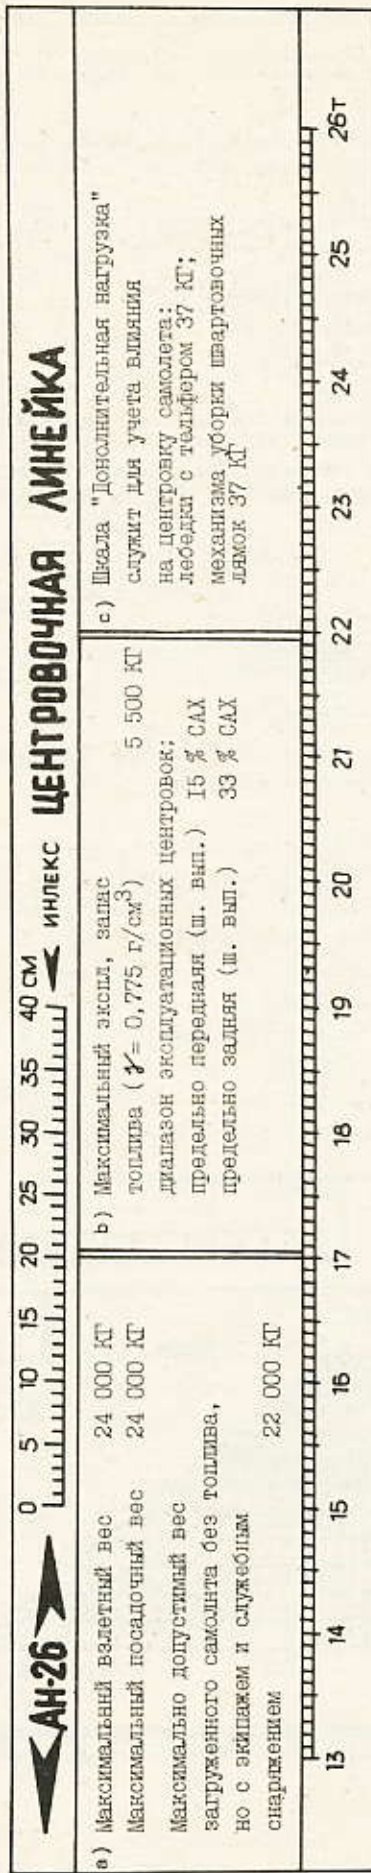 АН-26
0 5 10 15 20 25 30 35 40 СМ
ИНЛЕКС
ЦЕНТРОВОЧНАЯ ЛИНЕЙКА
а) Максимальнй взлетный вес 24 000 КГ
Максимальный посадочный вес 24 000 КГ
Максимально допустимый вес
загруженного самолнта без топлива,
но с экипажем и служебным
снаряжением 22 000 КГ
b) Максимальный экспл, запас
топлива (γ = 0,775 г/см³) 5 500 КГ
диапазон эксплуатационных центровок:
предельно передняя (ш. вып.) 15 % САХ
предельно задняя (ш. вып.) 33 % САХ
c) Шкала "Донолнительная нагрузка"
служит для учета влияния
на центровку самолета:
лебедки с тельфером 37 КГ;
механизма уборки швартовочных
лямок 37 КГ
13 14 15 16 17 18 19 20 21 22 23 24 25 26т